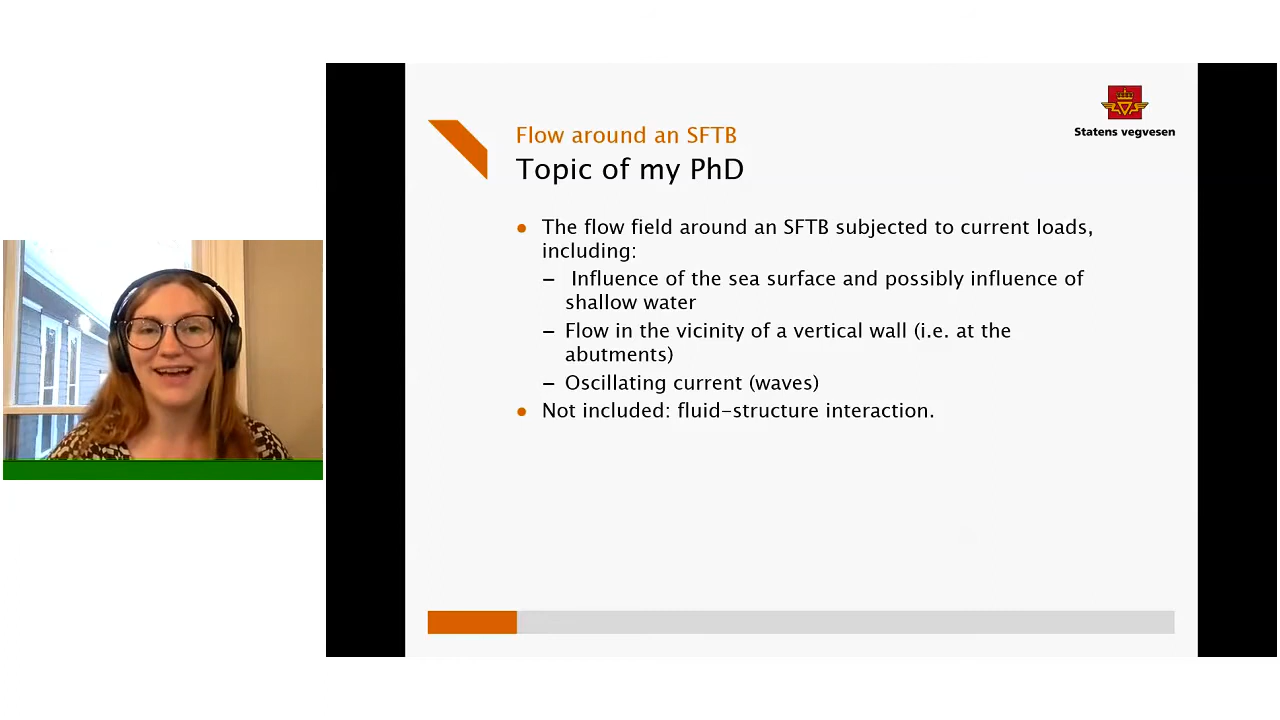 Statens vegvesen
Flow around an SFTB
Topic of my PhD
● The flow field around an SFTB subjected to current loads,
including:
– Influence of the sea surface and possibly influence of
shallow water
– Flow in the vicinity of a vertical wall (i.e. at the
abutments)
– Oscillating current (waves)
● Not included: fluid-structure interaction.